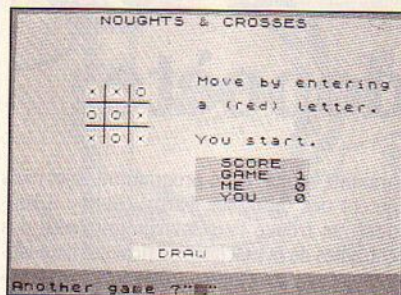 NOUGHTS & CROSSES
Move by entering
a (red) letter.
x x O
O O x
x O x
You start.
SCORE
GAME 1
ME 0
YOU 0
DRAW
Another game ?" "